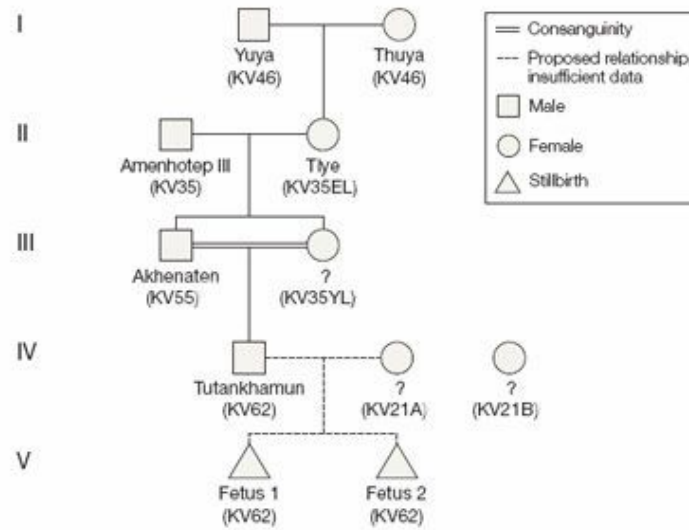 I
Yuya
(KV46)
Thuya
(KV46)
Consanguinity
Proposed relationship,
insufficient data
Male
Female
Stillbirth
II
Amenhotep III
(KV35)
Tiye
(KV35EL)
III
Akhenaten
(KV55)
?
(KV35YL)
IV
Tutankhamun
(KV62)
?
(KV21A)
?
(KV21B)
V
Fetus 1
(KV62)
Fetus 2
(KV62)